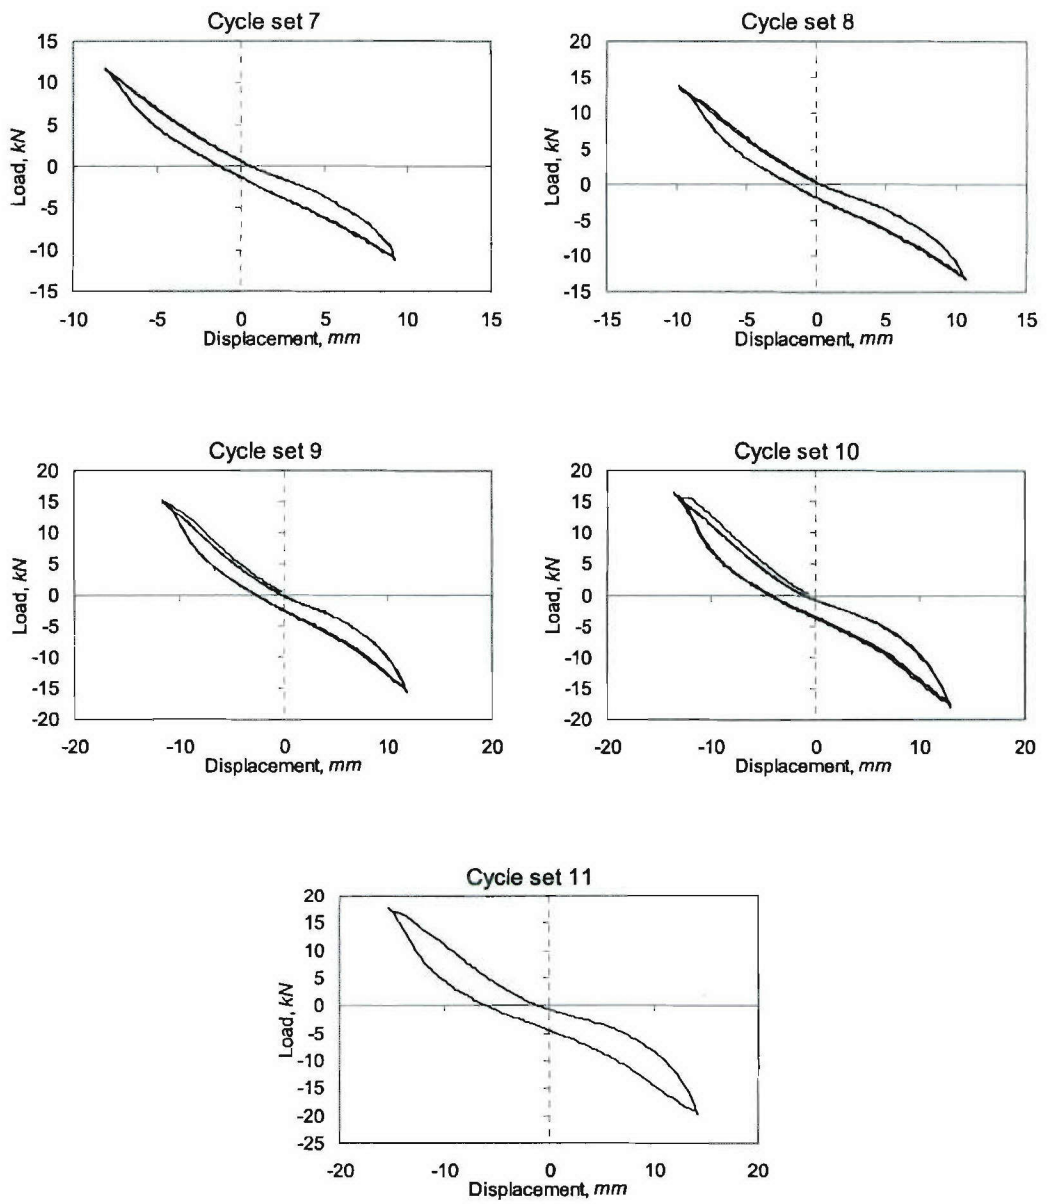 Cycle set 7
15
10
5
0
-5
-10
-15
Load, kN
-10 -5 0 5 10 15
Displacement, mm
Cycle set 8
20
15
10
5
0
-5
-10
-15
Load, kN
-15 -10 -5 0 5 10 15
Displacement, mm
Cycle set 9
20
15
10
5
0
-5
-10
-15
-20
Load, kN
-20 -10 0 10 20
Displacement, mm
Cycle set 10
20
15
10
5
0
-5
-10
-15
-20
Load, kN
-20 -10 0 10 20
Displacement, mm
Cycle set 11
20
15
10
5
0
-5
-10
-15
-20
-25
Load, kN
-20 -10 0 10 20
Displacement, mm